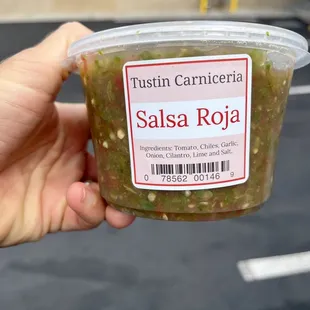 Tustin Carniceria
Salsa Roja
Ingredients: Tomato, Chiles, Garlic,
Onion, Cilantro, Lime and Salt.
0 78562 00146 9